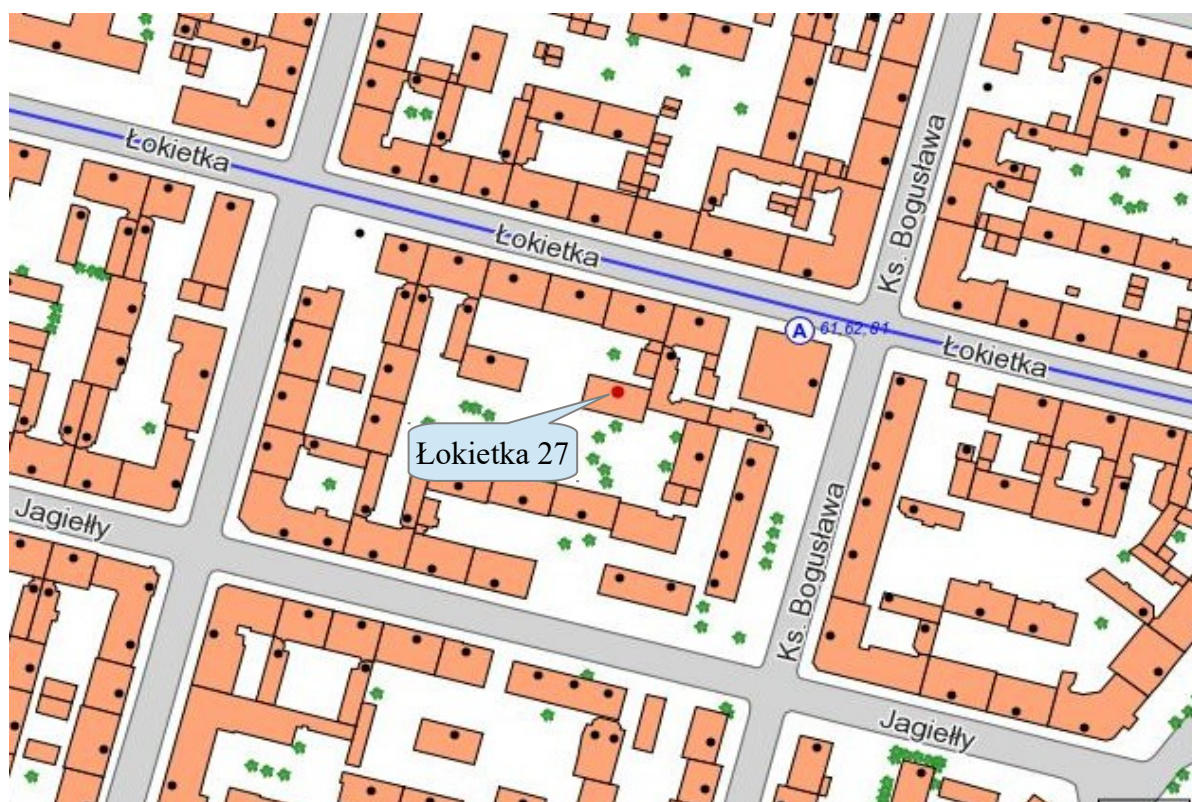 Łokietka
Ks. Bogusława
Łokietka
A 61,62,81
Łokietka
Łokietka 27
Jagiełły
Ks. Bogusława
Jagiełły